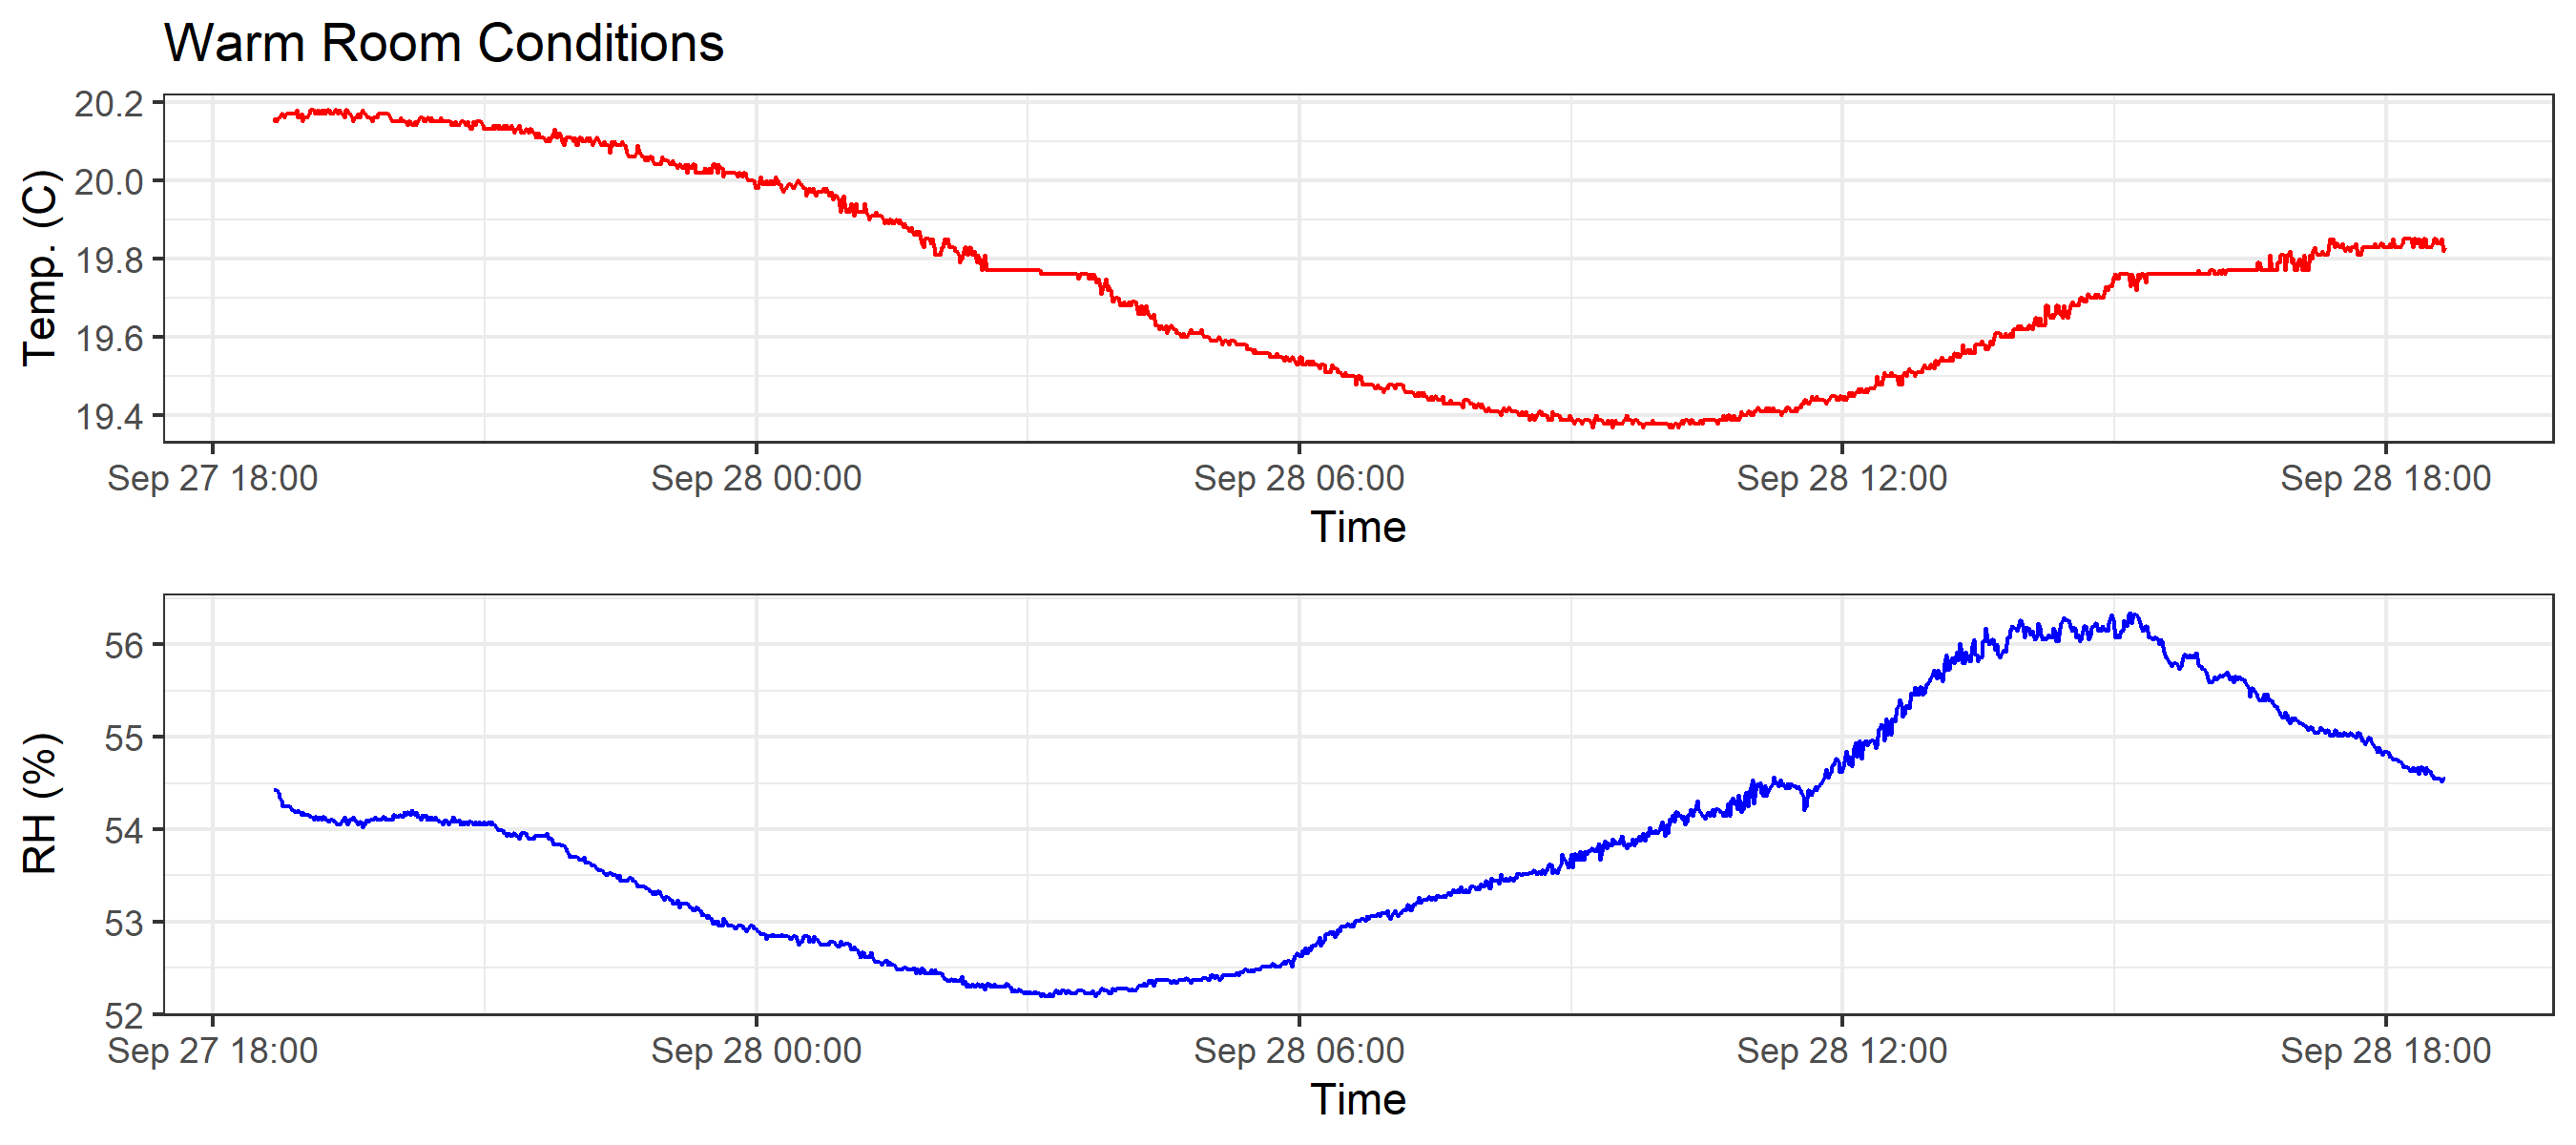 Warm Room Conditions
Temp. (C)
20.2
20.0
19.8
19.6
19.4
Sep 27 18:00 Sep 28 00:00 Sep 28 06:00 Sep 28 12:00 Sep 28 18:00
Time
RH (%)
56
55
54
53
52
Sep 27 18:00 Sep 28 00:00 Sep 28 06:00 Sep 28 12:00 Sep 28 18:00
Time